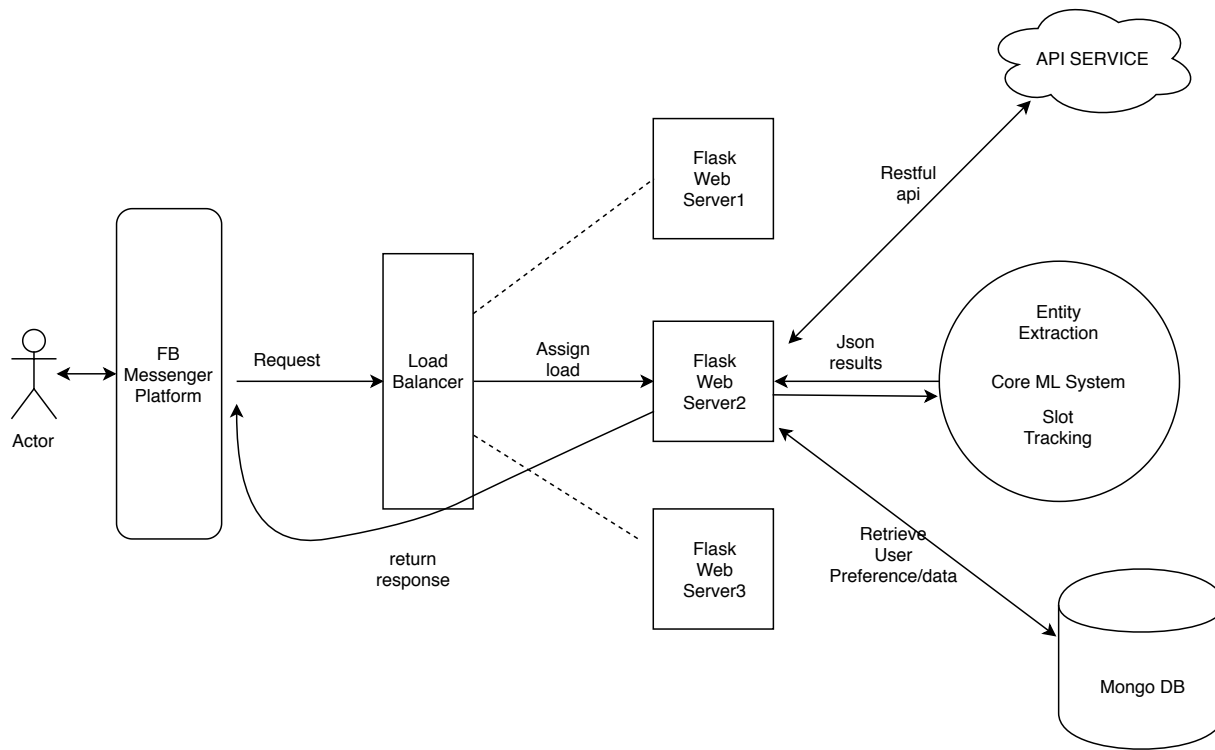 API SERVICE
Flask
Web
Server1
Restful
api
FB
Messenger
Platform
Actor
Request
Load
Balancer
Assign
load
Flask
Web
Server2
Json
results
Entity
Extraction
Core ML System
Slot
Tracking
return
response
Flask
Web
Server3
Retrieve
User
Preference/data
Mongo DB